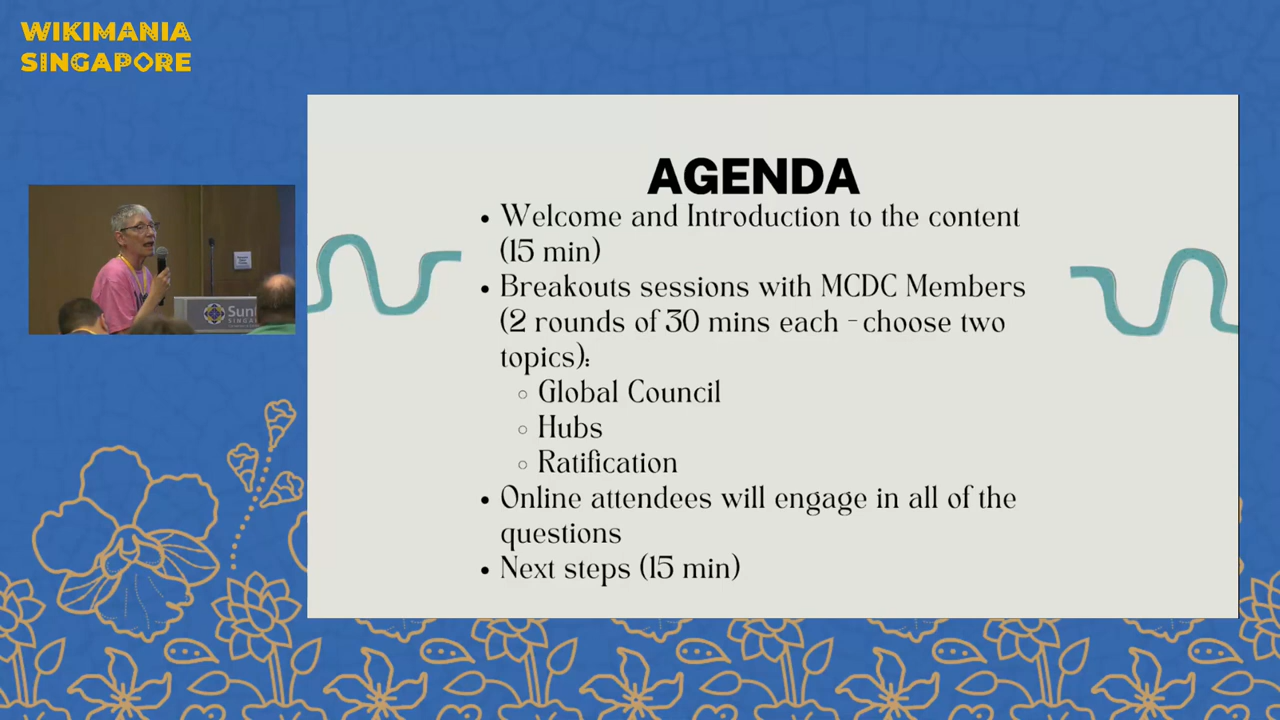 WIKIMANIA
SINGAPORE
AGENDA
• Welcome and Introduction to the content
(15 min)
• Breakouts sessions with MCDC Members
(2 rounds of 30 mins each - choose two
topics):
◦ Global Council
◦ Hubs
◦ Ratification
• Online attendees will engage in all of the
questions
• Next steps (15 min)